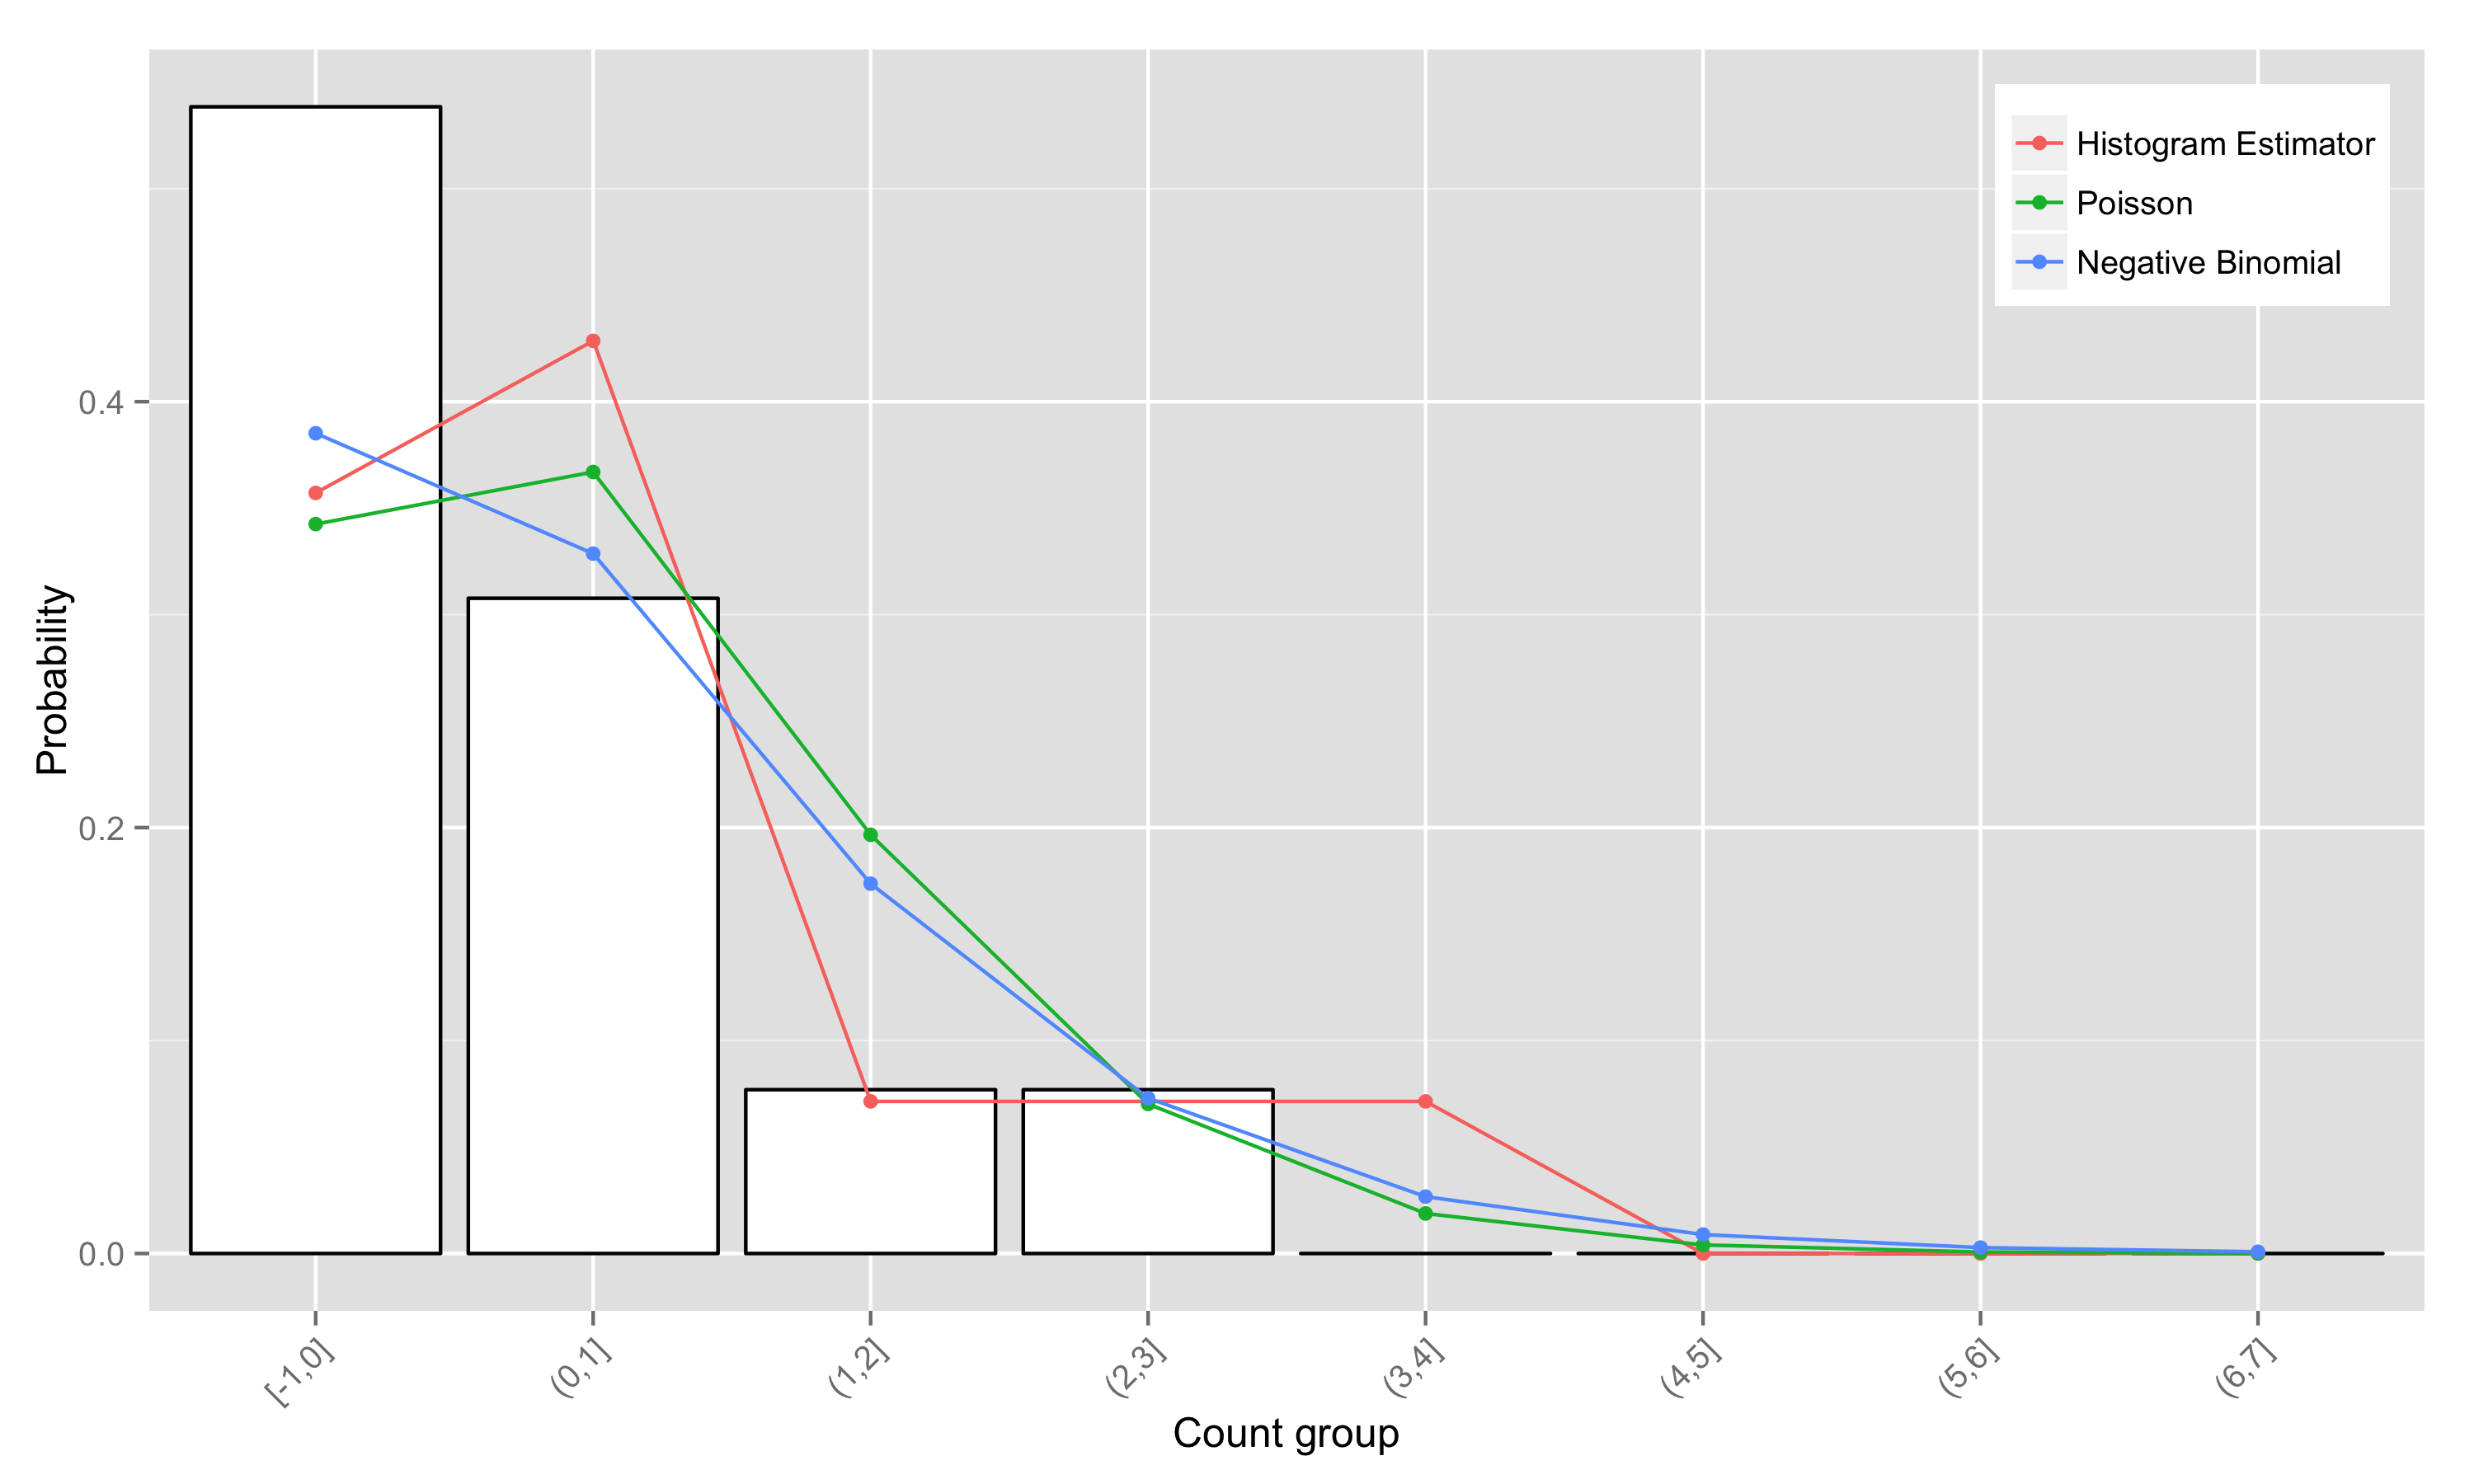 Histogram Estimator
Poisson
Negative Binomial
Probability
0.4
0.2
0.0
[-1,0]
(0,1]
(1,2]
(2,3]
(3,4]
(4,5]
(5,6]
(6,7]
Count group